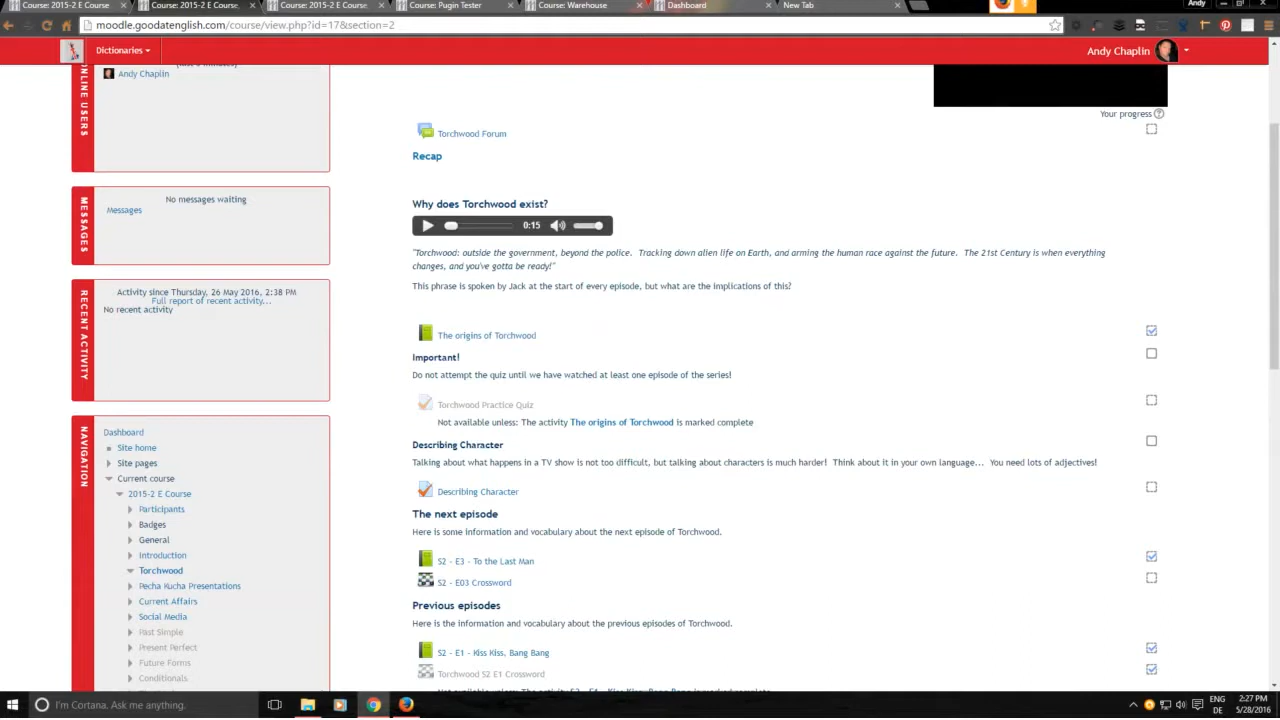 Course: 2015-2 E Course
Course: 2015-2 E Course
Course: 2015-2 E Course
Course: Pugin Tester
Course: Warehouse
Dashboard
New Tab
Andy
moodle.goodatenglish.com/course/view.php?id=17&section=2
Dictionaries
Andy Chaplin
ONLINE USERS
Andy Chaplin
MESSAGES
No messages waiting
Messages
RECENT ACTIVITY
Activity since Thursday, 26 May 2016, 2:38 PM
Full report of recent activity...
No recent activity
NAVIGATION
Dashboard
Site home
Site pages
Current course
2015-2 E Course
Participants
Badges
General
Introduction
Torchwood
Pecha Kucha Presentations
Current Affairs
Social Media
Past Simple
Present Perfect
Future Forms
Conditionals
Your progress
Torchwood Forum
Recap
Why does Torchwood exist?
0:15
"Torchwood: outside the government, beyond the police. Tracking down alien life on Earth, and arming the human race against the future. The 21st Century is when everything
changes, and you've gotta be ready!"
This phrase is spoken by Jack at the start of every episode, but what are the implications of this?
The origins of Torchwood
Important!
Do not attempt the quiz until we have watched at least one episode of the series!
Torchwood Practice Quiz
Not available unless: The activity The origins of Torchwood is marked complete
Describing Character
Talking about what happens in a TV show is not too difficult, but talking about characters is much harder! Think about it in your own language... You need lots of adjectives!
Describing Character
The next episode
Here is some information and vocabulary about the next episode of Torchwood.
S2 - E3 - To the Last Man
S2 - E03 Crossword
Previous episodes
Here is the information and vocabulary about the previous episodes of Torchwood.
S2 - E1 - Kiss Kiss, Bang Bang
Torchwood S2 E1 Crossword
Not available unless: The activity S2 - E1 - Kiss Kiss, Bang Bang is marked complete
I'm Cortana. Ask me anything.
ENG
DE
2:27 PM
5/28/2016